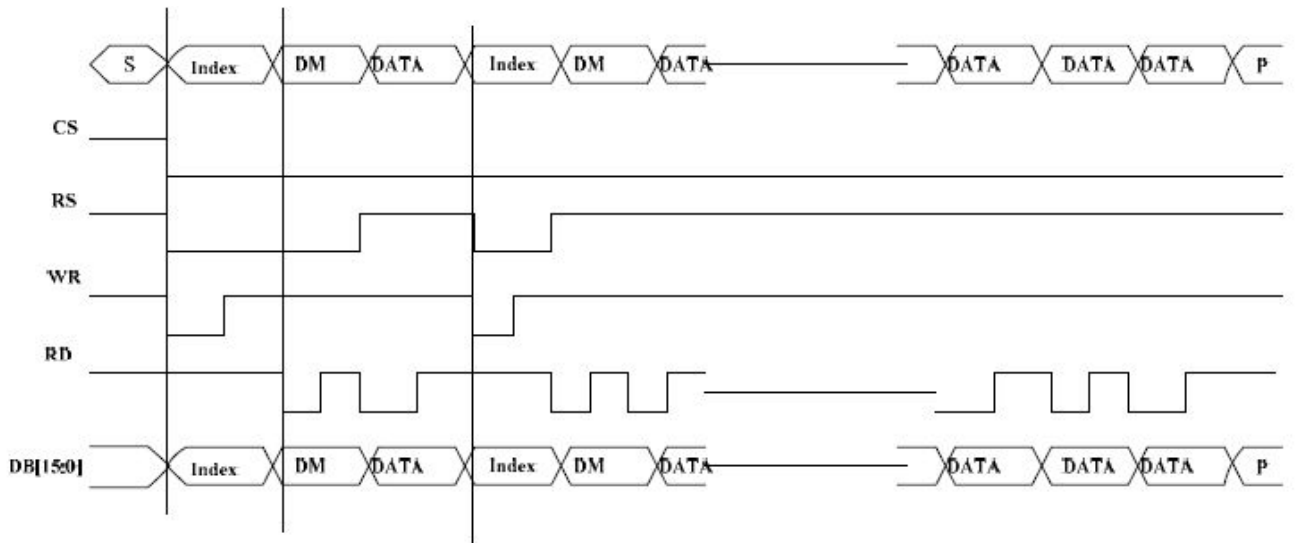 S Index DM DATA Index DM DATA DATA DATA DATA P
CS
RS
WR
RD
DB[15:0] Index DM DATA Index DM DATA DATA DATA DATA P